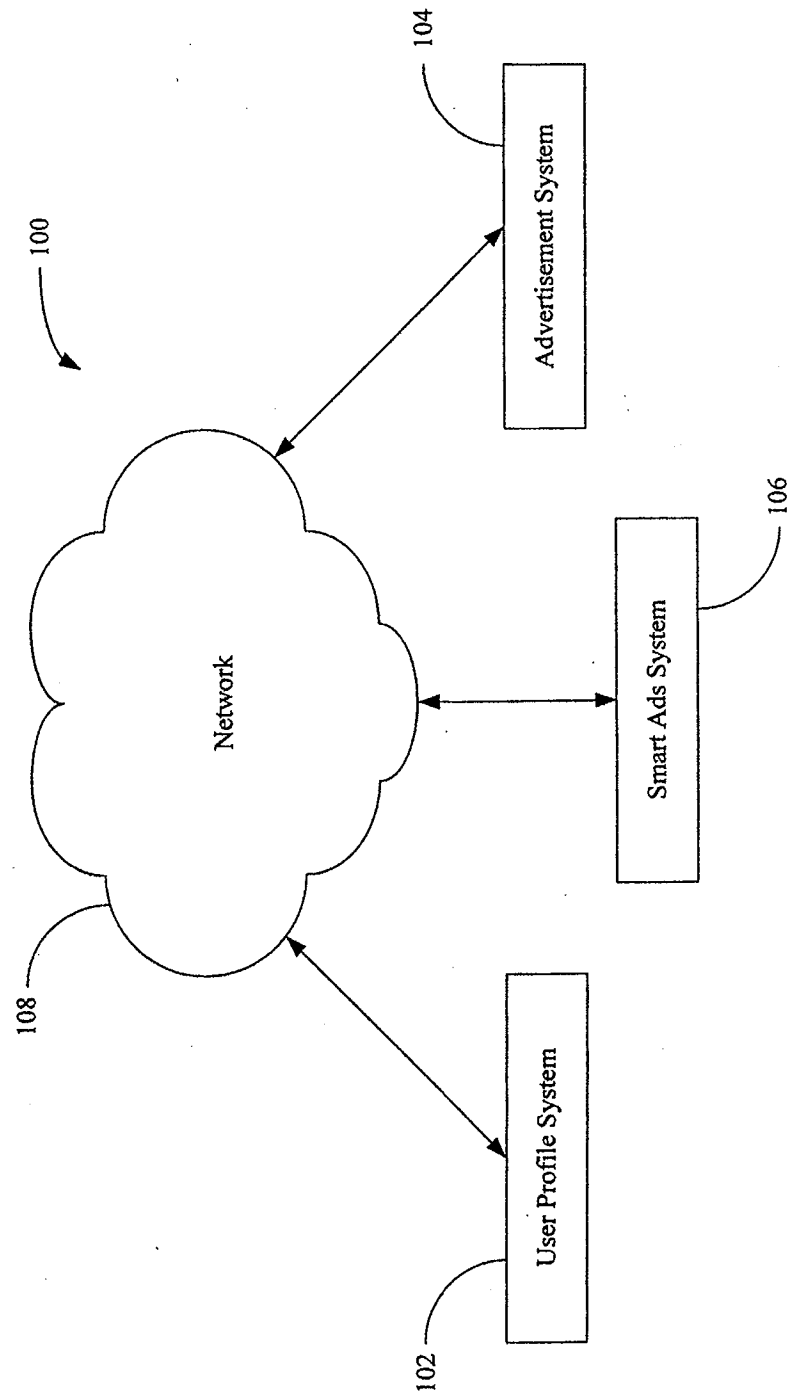 100
108
Network
102
User Profile System
Smart Ads System
106
Advertisement System
104